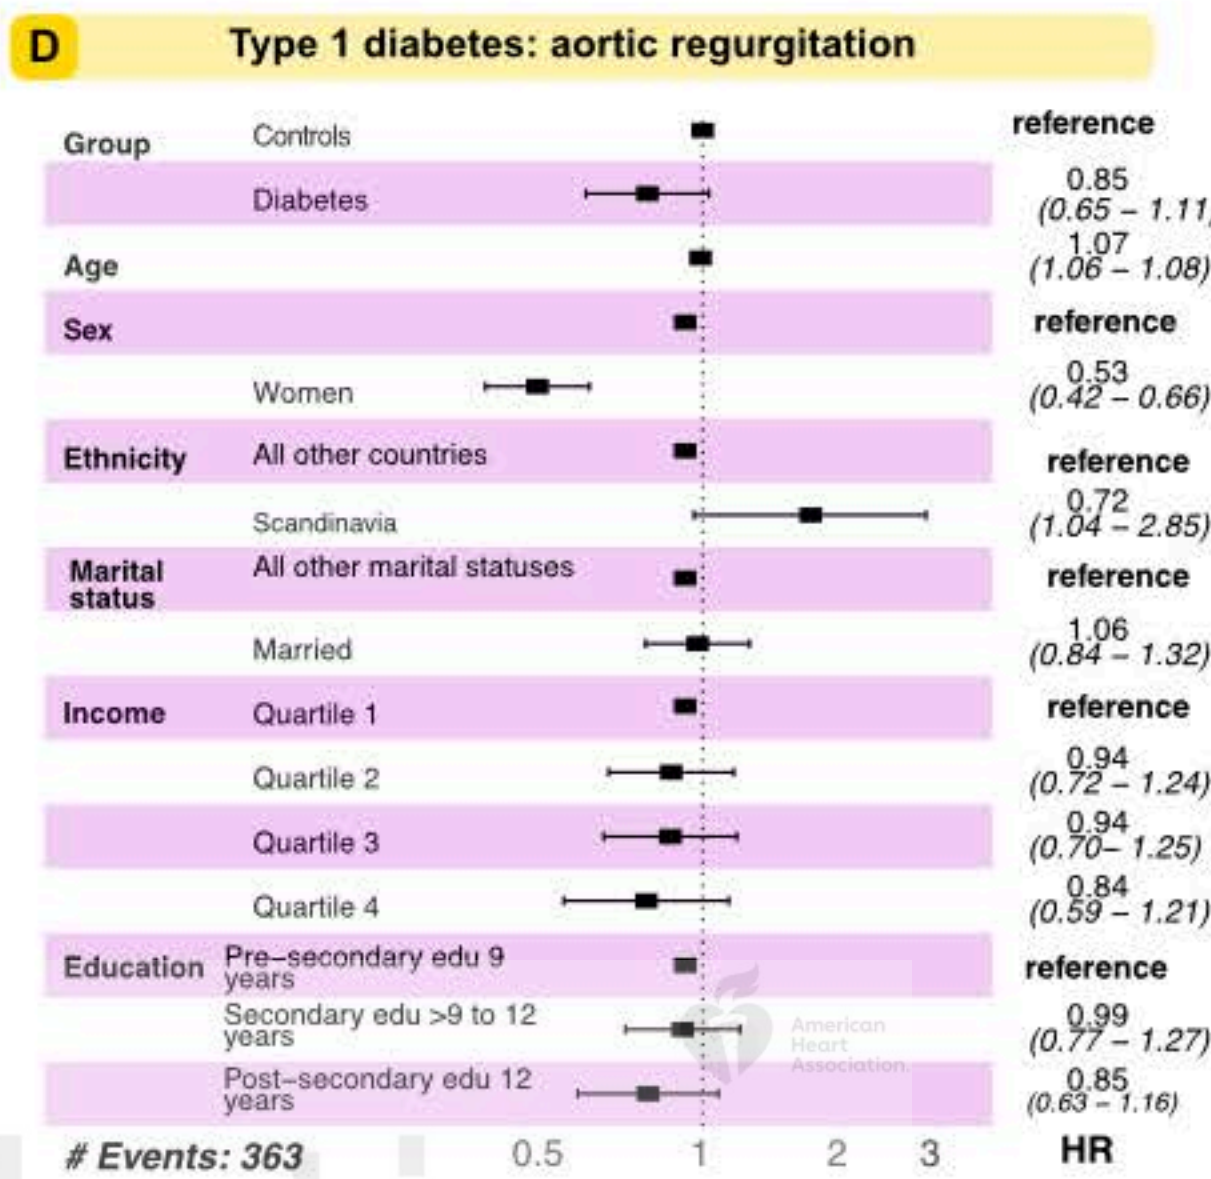 D Type 1 diabetes: aortic regurgitation
Group Controls reference
Diabetes 0.85
(0.65 – 1.11)
Age 1.07
(1.06 – 1.08)
Sex reference
Women 0.53
(0.42 – 0.66)
Ethnicity All other countries reference
Scandinavia 0.72
(1.04 – 2.85)
Marital
status
All other marital statuses reference
Married 1.06
(0.84 – 1.32)
Income Quartile 1 reference
Quartile 2 0.94
(0.72 – 1.24)
Quartile 3 0.94
(0.70– 1.25)
Quartile 4 0.84
(0.59 – 1.21)
Education Pre–secondary edu 9
years
reference
Secondary edu >9 to 12
years
0.99
(0.77 – 1.27)
Post–secondary edu 12
years
0.85
(0.63 – 1.16)
American
Heart
Association.
# Events: 363 0.5 1 2 3 HR